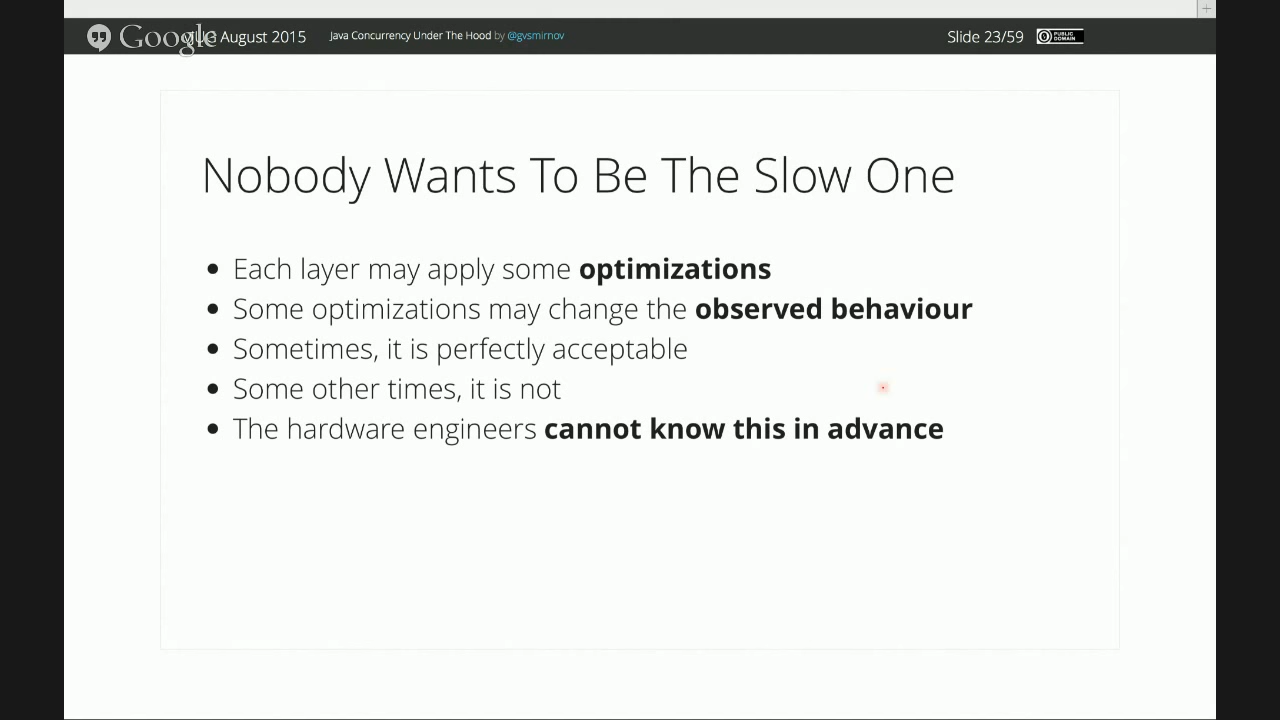 Google
August 2015
Java Concurrency Under The Hood by @gvsmirnov
Slide 23/59
PUBLIC
DOMAIN
Nobody Wants To Be The Slow One
Each layer may apply some optimizations
Some optimizations may change the observed behaviour
Sometimes, it is perfectly acceptable
Some other times, it is not
The hardware engineers cannot know this in advance